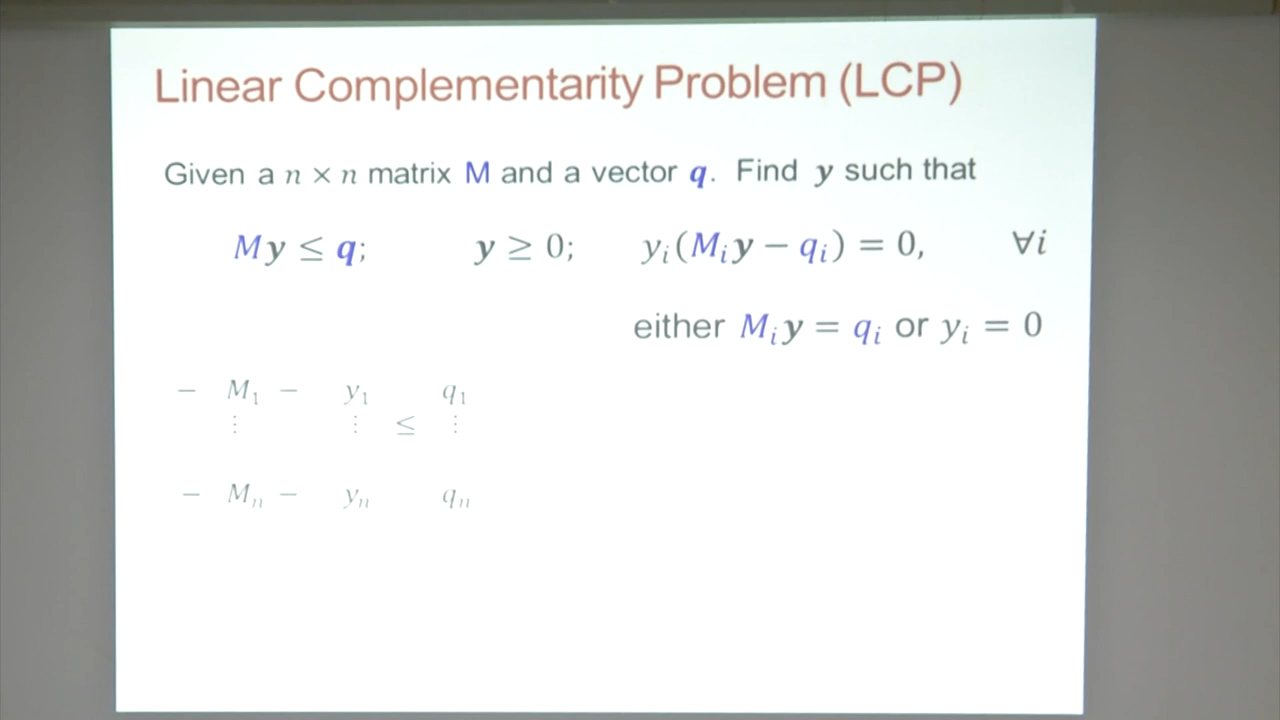 Linear Complementarity Problem (LCP)
Given a n × n matrix M and a vector q. Find y such that
My ≤ q; y ≥ 0; yᵢ(Mᵢy − qᵢ) = 0, ∀i
either Mᵢy = qᵢ or yᵢ = 0
− M₁ − y₁ q₁
⋮ ⋮ ≤ ⋮
− Mₙ − yₙ qₙ